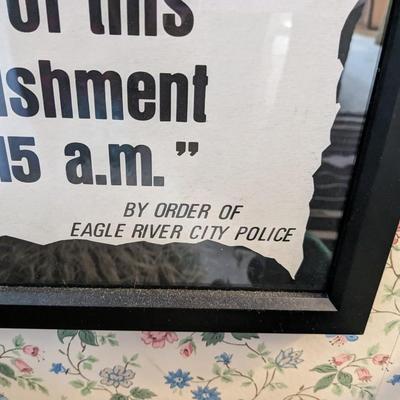 of this
ishment
15 a.m.”
BY ORDER OF
EAGLE RIVER CITY POLICE